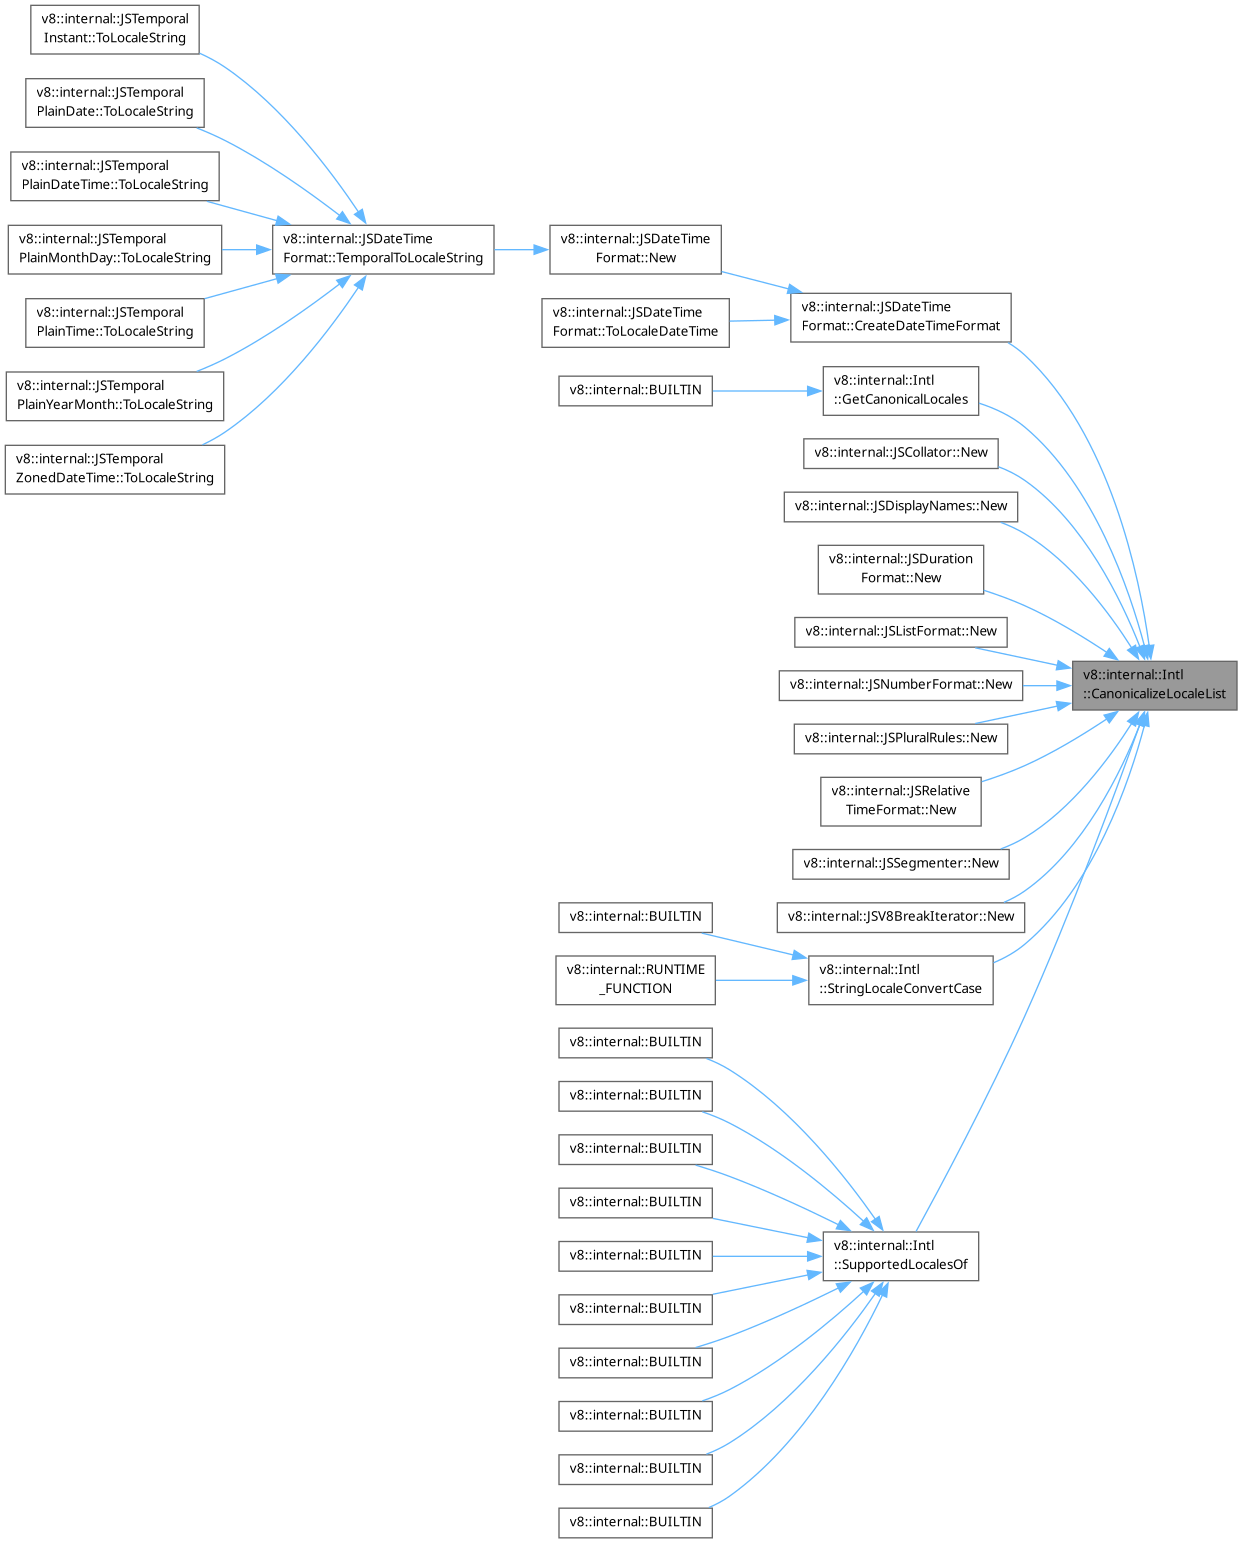 v8::internal::JSTemporal
Instant::ToLocaleString
v8::internal::JSTemporal
PlainDate::ToLocaleString
v8::internal::JSTemporal
PlainDateTime::ToLocaleString
v8::internal::JSTemporal
PlainMonthDay::ToLocaleString
v8::internal::JSTemporal
PlainTime::ToLocaleString
v8::internal::JSTemporal
PlainYearMonth::ToLocaleString
v8::internal::JSTemporal
ZonedDateTime::ToLocaleString
v8::internal::JSDateTime
Format::TemporalToLocaleString
v8::internal::JSDateTime
Format::New
v8::internal::JSDateTime
Format::ToLocaleDateTime
v8::internal::BUILTIN
v8::internal::JSDateTime
Format::CreateDateTimeFormat
v8::internal::Intl
::GetCanonicalLocales
v8::internal::JSCollator::New
v8::internal::JSDisplayNames::New
v8::internal::JSDuration
Format::New
v8::internal::JSListFormat::New
v8::internal::JSNumberFormat::New
v8::internal::JSPluralRules::New
v8::internal::JSRelative
TimeFormat::New
v8::internal::JSSegmenter::New
v8::internal::JSV8BreakIterator::New
v8::internal::Intl
::CanonicalizeLocaleList
v8::internal::BUILTIN
v8::internal::RUNTIME
_FUNCTION
v8::internal::Intl
::StringLocaleConvertCase
v8::internal::BUILTIN
v8::internal::BUILTIN
v8::internal::BUILTIN
v8::internal::BUILTIN
v8::internal::BUILTIN
v8::internal::BUILTIN
v8::internal::BUILTIN
v8::internal::BUILTIN
v8::internal::BUILTIN
v8::internal::BUILTIN
v8::internal::Intl
::SupportedLocalesOf